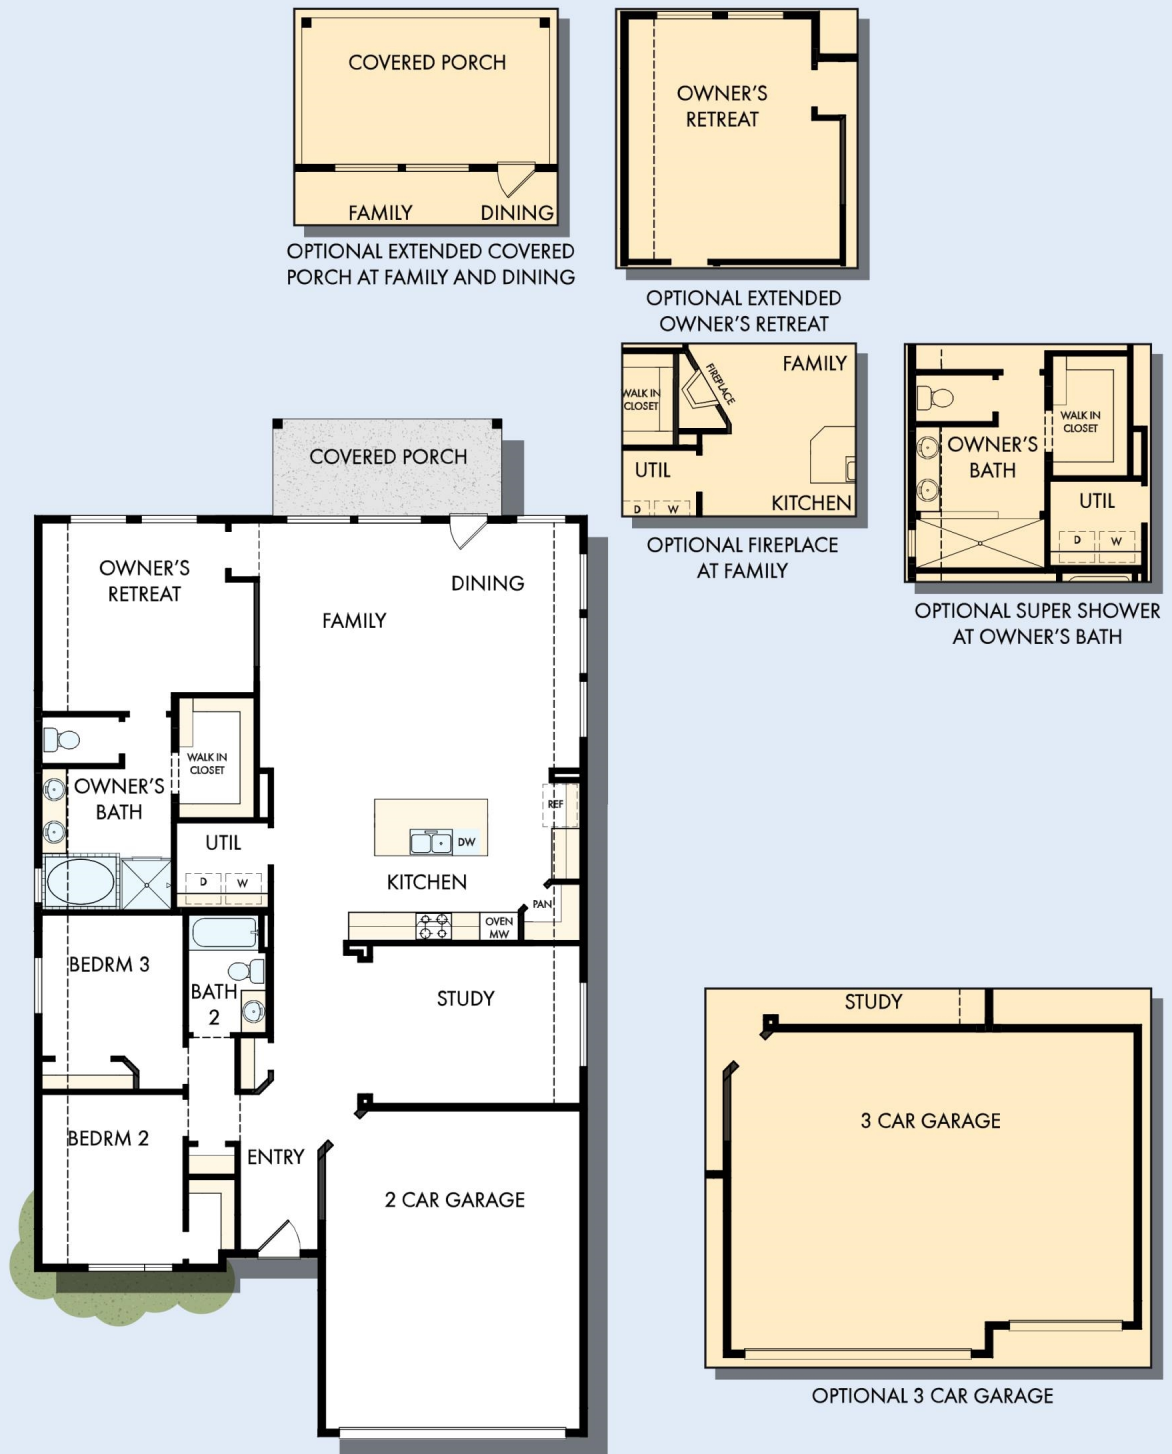 COVERED PORCH
FAMILY
DINING
OPTIONAL EXTENDED COVERED
PORCH AT FAMILY AND DINING
OWNER'S
RETREAT
OPTIONAL EXTENDED
OWNER'S RETREAT
FAMILY
FIREPLACE
WALK IN
CLOSET
UTIL
D
W
KITCHEN
OPTIONAL FIREPLACE
AT FAMILY
WALK IN
CLOSET
OWNER'S
BATH
UTIL
D
W
OPTIONAL SUPER SHOWER
AT OWNER'S BATH
COVERED PORCH
OWNER'S
RETREAT
DINING
FAMILY
WALK IN
CLOSET
OWNER'S
BATH
REF
UTIL
DW
D
W
KITCHEN
PAN
OVEN
MW
BEDRM 3
BATH
2
STUDY
BEDRM 2
ENTRY
2 CAR GARAGE
STUDY
3 CAR GARAGE
OPTIONAL 3 CAR GARAGE